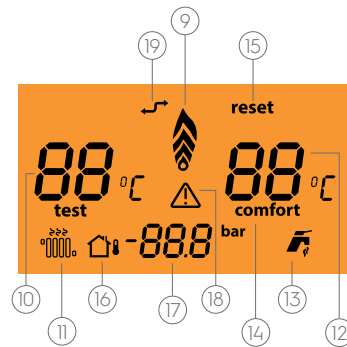 19 9 15
reset
88 °C 88 °C
10 test comfort 12
-88.8 bar
11 16 17 18 14 13